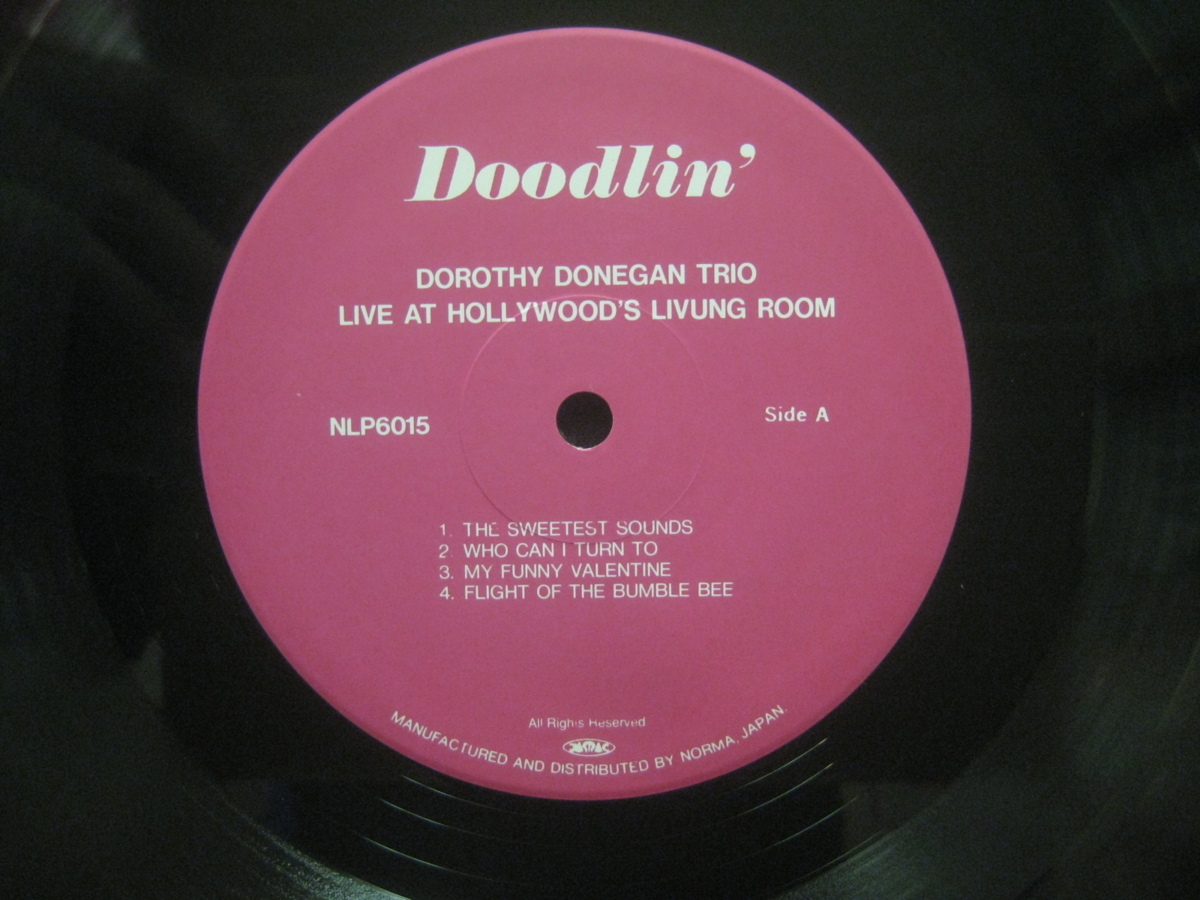 Doodlin'
DOROTHY DONEGAN TRIO
LIVE AT HOLLYWOOD'S LIVUNG ROOM
NLP6015
Side A
1. THE SWEETEST SOUNDS
2. WHO CAN I TURN TO
3. MY FUNNY VALENTINE
4. FLIGHT OF THE BUMBLE BEE
All Rights Reserved
JASRAC
MANUFACTURED AND DISTRIBUTED BY NORMA, JAPAN.